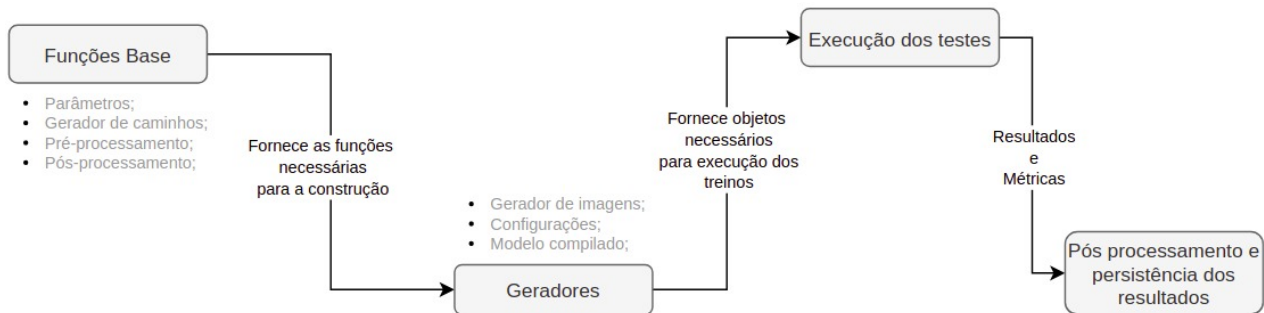 Funções Base
• Parâmetros;
• Gerador de caminhos;
• Pré-processamento;
• Pós-processamento;
Fornece as funções
necessárias
para a construção
• Gerador de imagens;
• Configurações;
• Modelo compilado;
Geradores
Fornece objetos
necessários
para execução dos
treinos
Execução dos testes
Resultados
e
Métricas
Pós processamento e
persistência dos
resultados